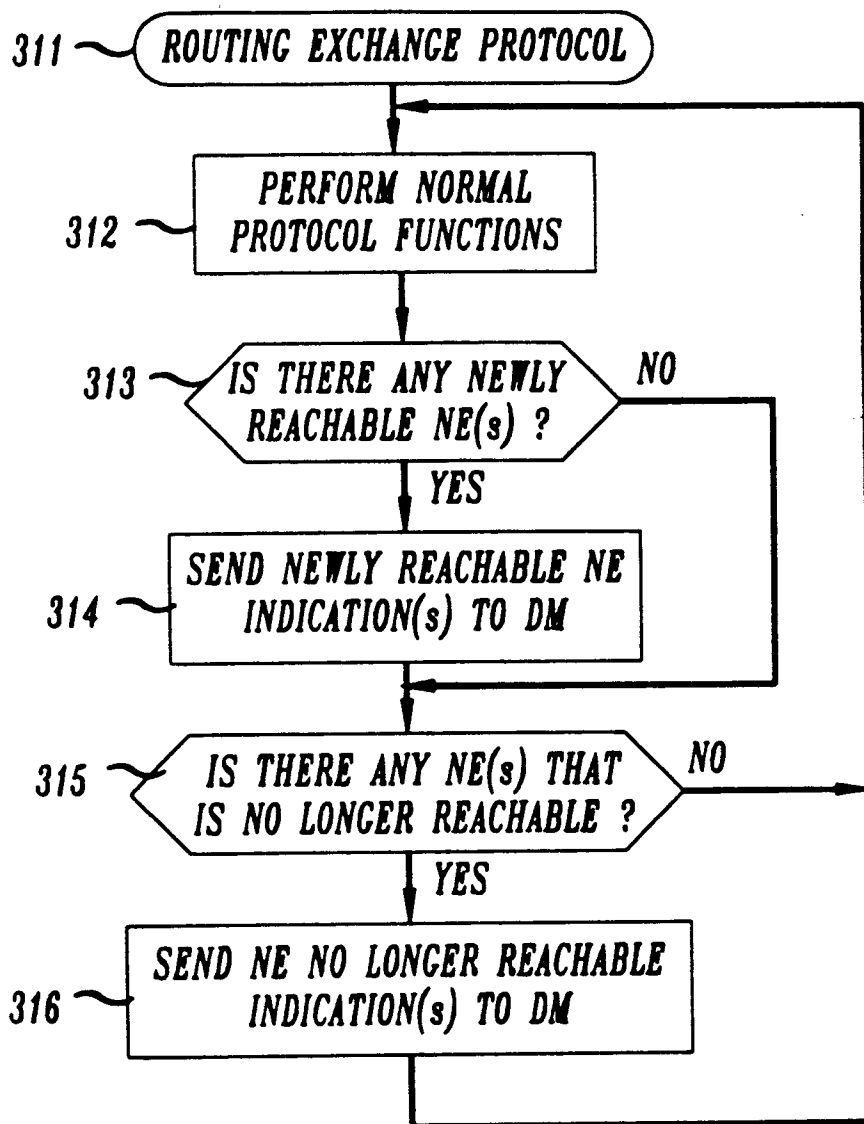 311
ROUTING EXCHANGE PROTOCOL
312
PERFORM NORMAL
PROTOCOL FUNCTIONS
313
IS THERE ANY NEWLY
REACHABLE NE(s) ?
NO
YES
314
SEND NEWLY REACHABLE NE
INDICATION(s) TO DM
315
IS THERE ANY NE(s) THAT
IS NO LONGER REACHABLE ?
NO
YES
316
SEND NE NO LONGER REACHABLE
INDICATION(s) TO DM